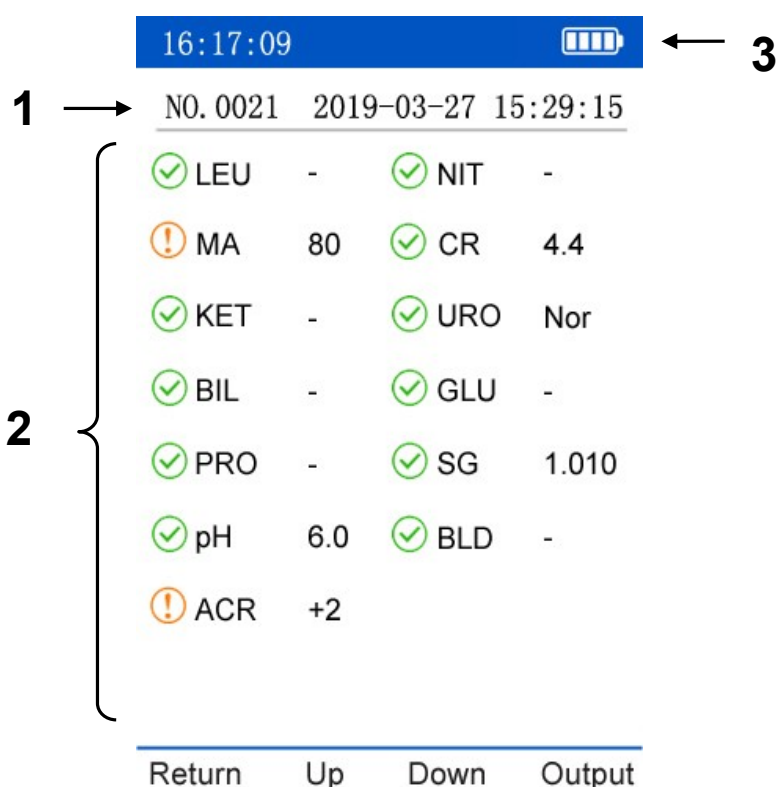 16:17:09
3
1
NO.0021 2019-03-27 15:29:15
LEU - NIT -
MA 80 CR 4.4
KET - URO Nor
BIL - GLU -
2
PRO - SG 1.010
pH 6.0 BLD -
ACR +2
Return Up Down Output